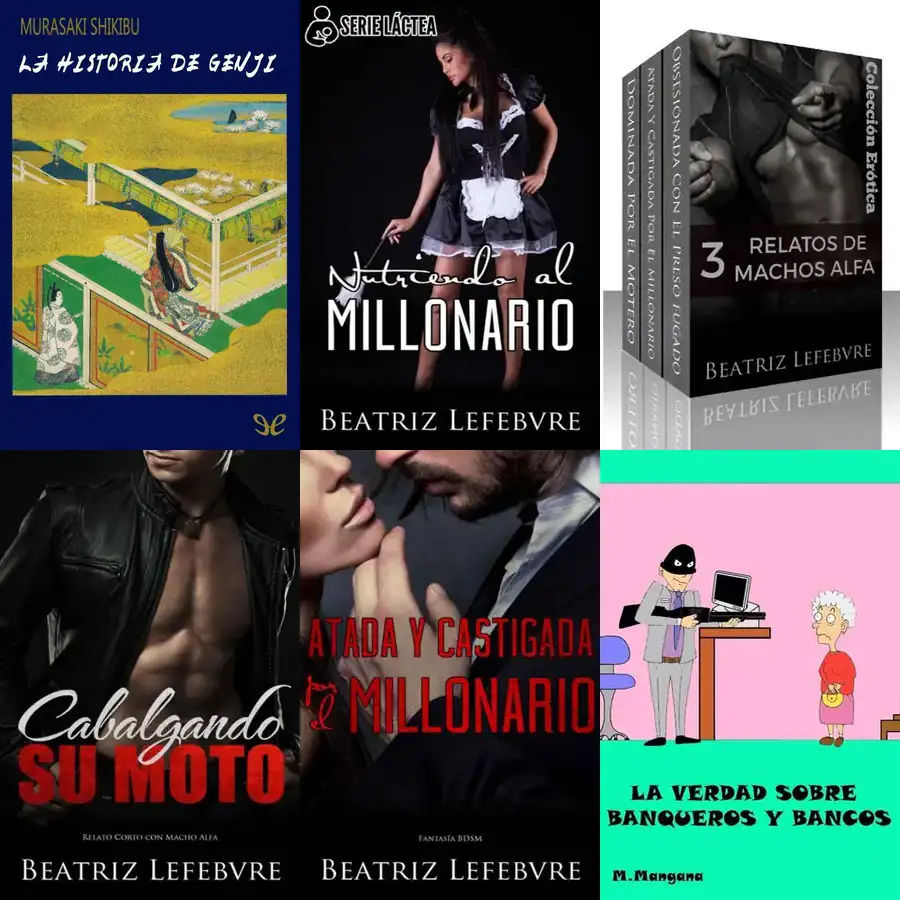 MURASAKI SHIKIBU
LA HISTORIA DE GENJI
SERIE LÁCTEA
Nutriendo al
MILLONARIO
BEATRIZ LEFEBVRE
DOMINADA POR EL MOTERO
ATADA Y CASTIGADA POR EL MILLONARIO
OBSESIONADA CON EL PRESO FUGADO
Colección Erótica
3 RELATOS DE
MACHOS ALFA
BEATRIZ LEFEBVRE
Cabalgando
SU MOTO
RELATO CORTO CON MACHO ALFA
BEATRIZ LEFEBVRE
ATADA Y CASTIGADA
por el MILLONARIO
FANTASÍA BDSM
BEATRIZ LEFEBVRE
LA VERDAD SOBRE
BANQUEROS Y BANCOS
M.Mangana